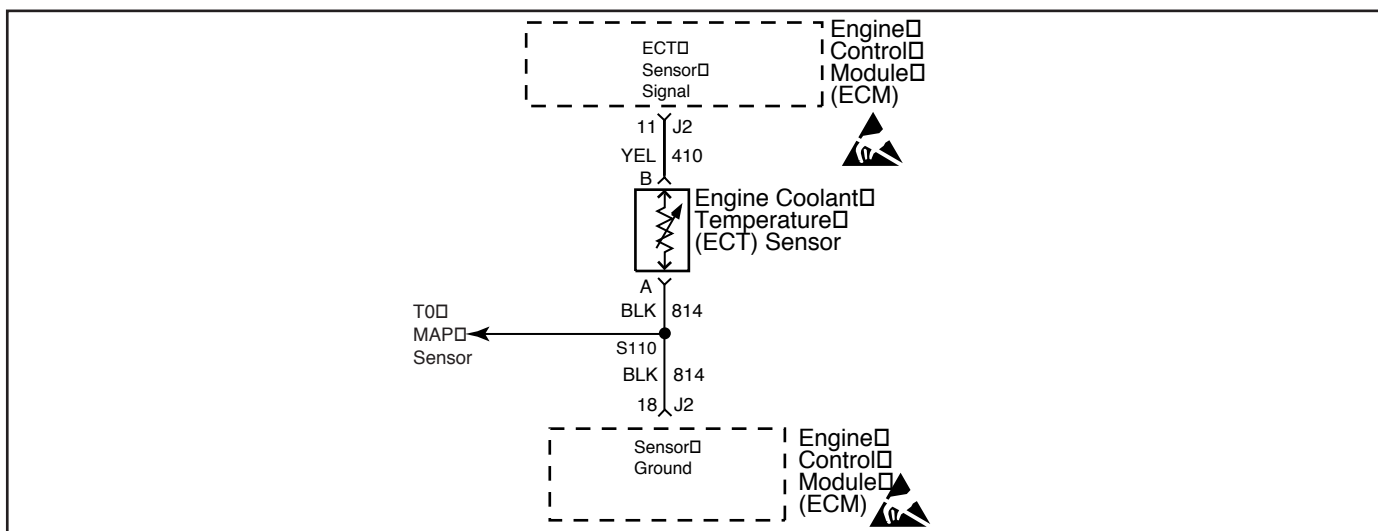 ECT□
Sensor□
Signal
Engine□
Control□
Module□
(ECM)
11 J2
YEL 410
B
Engine Coolant□
Temperature□
(ECT) Sensor
A
BLK 814
T0□
MAP□
Sensor
S110
BLK 814
18 J2
Sensor□
Ground
Engine□
Control□
Module□
(ECM)